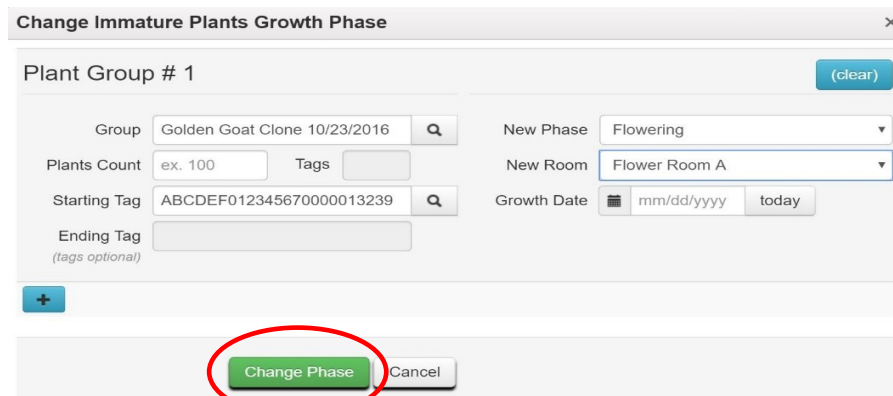 Change Immature Plants Growth Phase ×
Plant Group # 1 (clear)
Group Golden Goat Clone 10/23/2016 New Phase Flowering
Plants Count ex. 100 Tags New Room Flower Room A
Starting Tag ABCDEF012345670000013239 Growth Date mm/dd/yyyy today
Ending Tag
(tags optional)
+
Change Phase Cancel